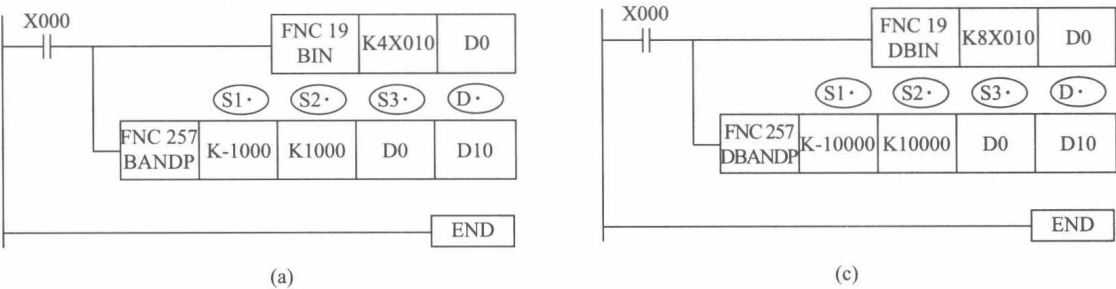 X000
FNC 19
BIN
K4X010
D0
S1·
S2·
S3·
D·
FNC 257
BANDP
K-1000
K1000
D0
D10
END
(a)
X000
FNC 19
DBIN
K8X010
D0
S1·
S2·
S3·
D·
FNC 257
DBANDP
K-10000
K10000
D0
D10
END
(c)